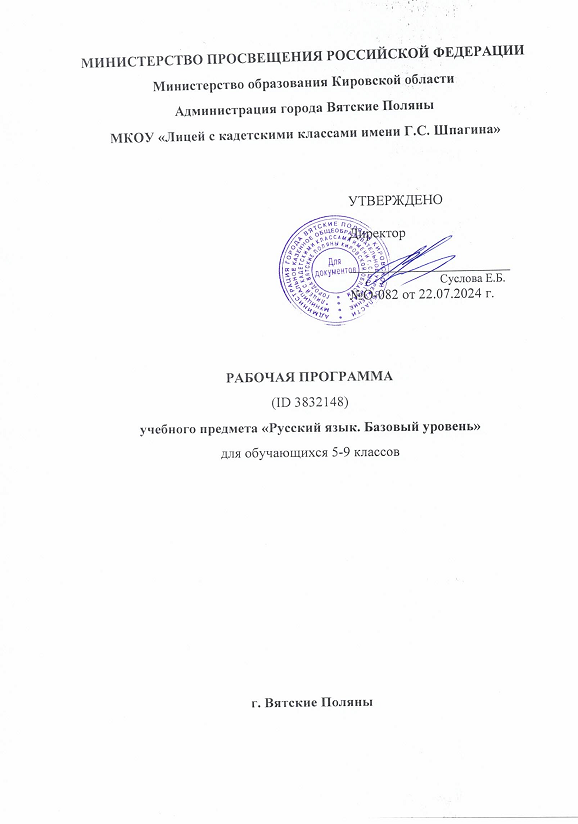 МИНИСТЕРСТВО ПРОСВЕЩЕНИЯ РОССИЙСКОЙ ФЕДЕРАЦИИ
Министерство образования Кировской области
Администрация города Вятские Поляны
МКОУ «Лицей с кадетскими классами имени Г.С. Шпагина»
УТВЕРЖДЕНО
Директор
Для
документов
Суслова Е.Б.
№О-082 от 22.07.2024 г.
РАБОЧАЯ ПРОГРАММА
(ID 3832148)
учебного предмета «Русский язык. Базовый уровень»
для обучающихся 5-9 классов
г. Вятские Поляны